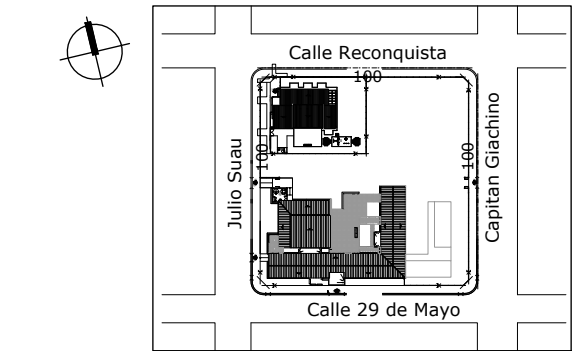 Calle Reconquista
100
Julio Suau
100
100
Capitan Giachino
Calle 29 de Mayo